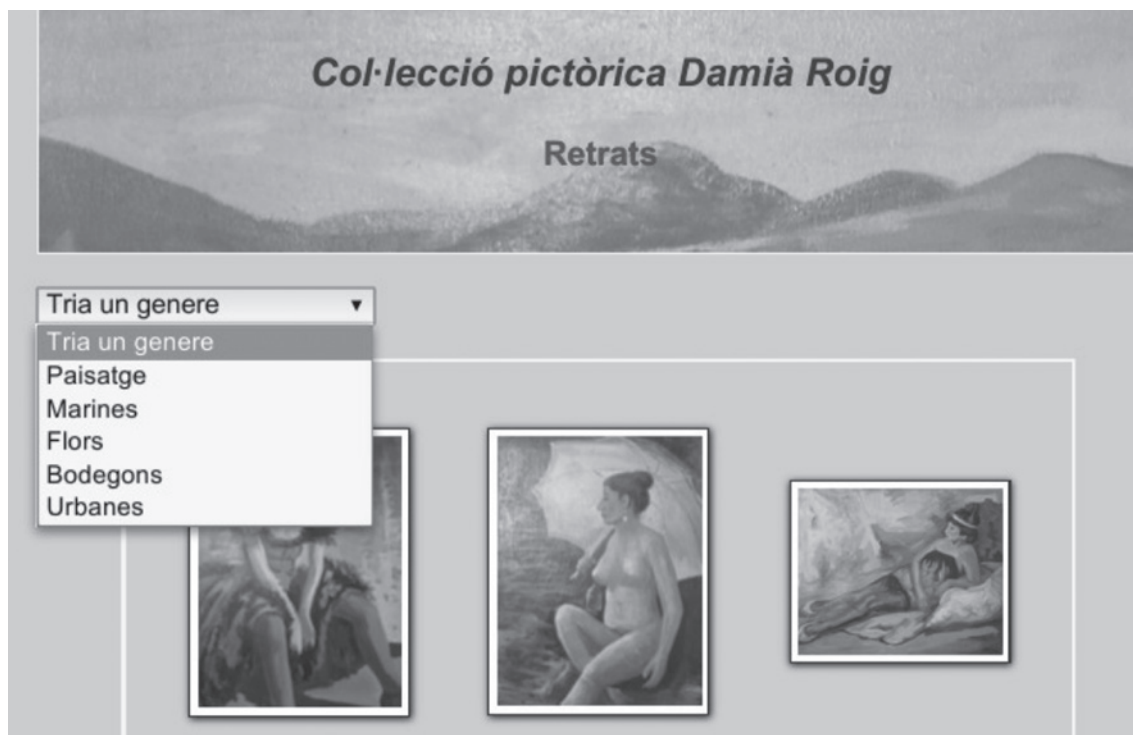 Col·lecció pictòrica Damià Roig
Retrats
Tria un genere
Tria un genere
Paisatge
Marines
Flors
Bodegons
Urbanes